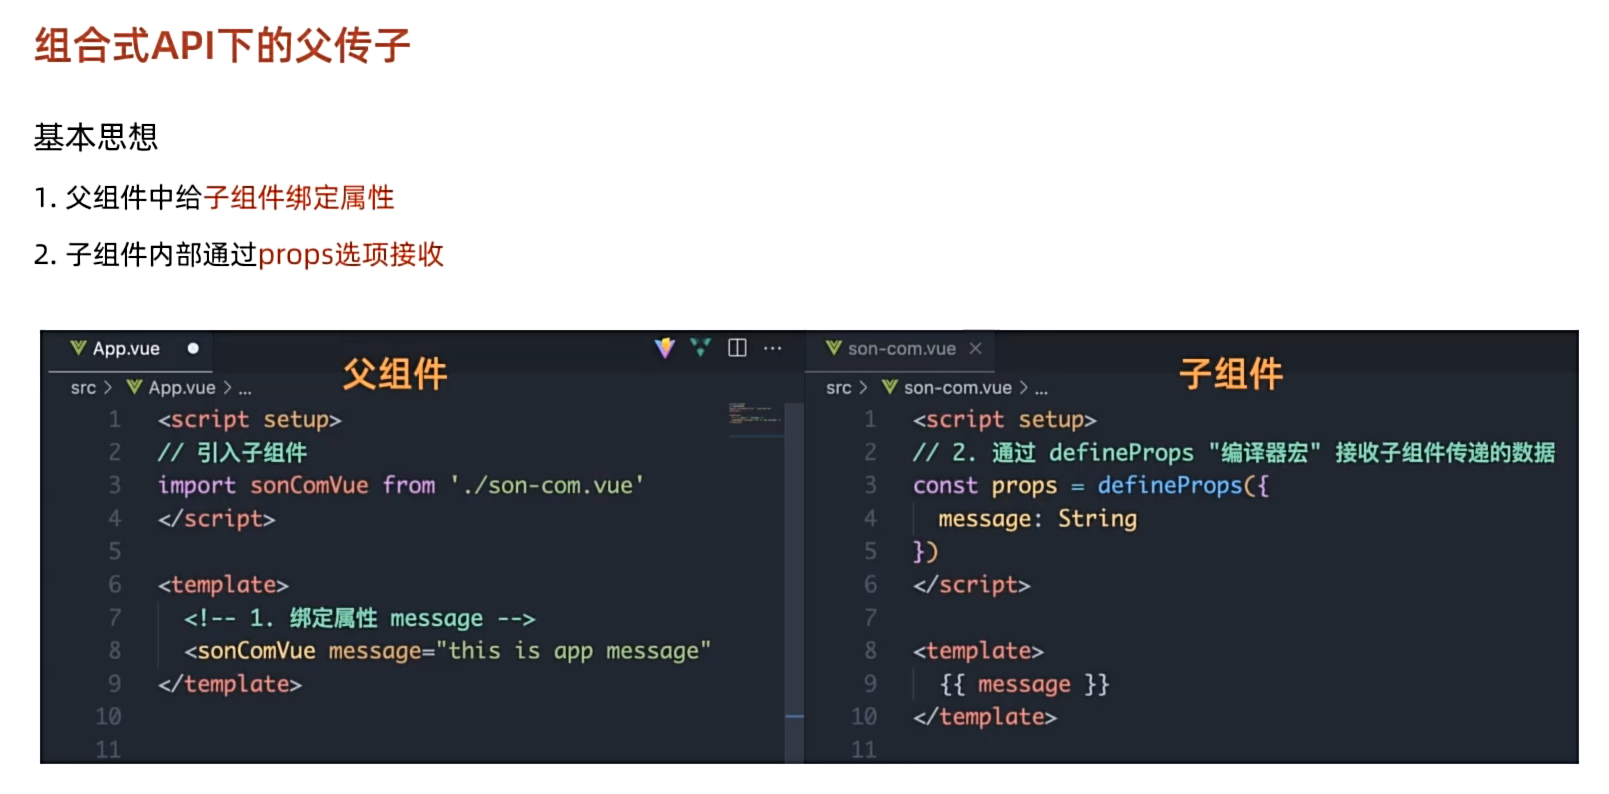 组合式API下的父传子
基本思想
1. 父组件中给子组件绑定属性
2. 子组件内部通过props选项接收
App.vue
父组件
src > App.vue > ...
1 <script setup>
2 // 引入子组件
3 import sonComVue from './son-com.vue'
4 </script>
5
6 <template>
7 <!-- 1. 绑定属性 message -->
8 <sonComVue message="this is app message"
9 </template>
10
11
son-com.vue
子组件
src > son-com.vue > ...
1 <script setup>
2 // 2. 通过 defineProps "编译器宏" 接收子组件传递的数据
3 const props = defineProps({
4 message: String
5 })
6 </script>
7
8 <template>
9 {{ message }}
10 </template>
11